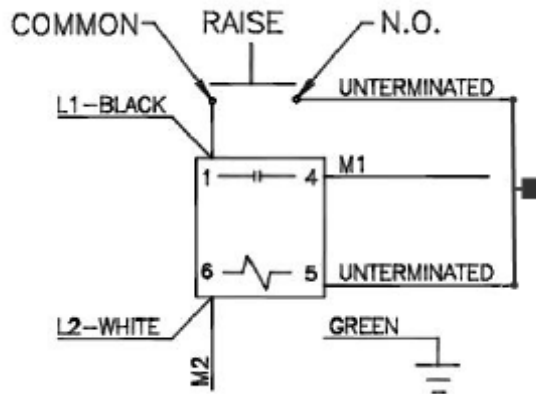 COMMON RAISE N.O.
L1-BLACK UNTERMINATED
1 4 M1
6 5 UNTERMINATED
L2-WHITE GREEN
M2